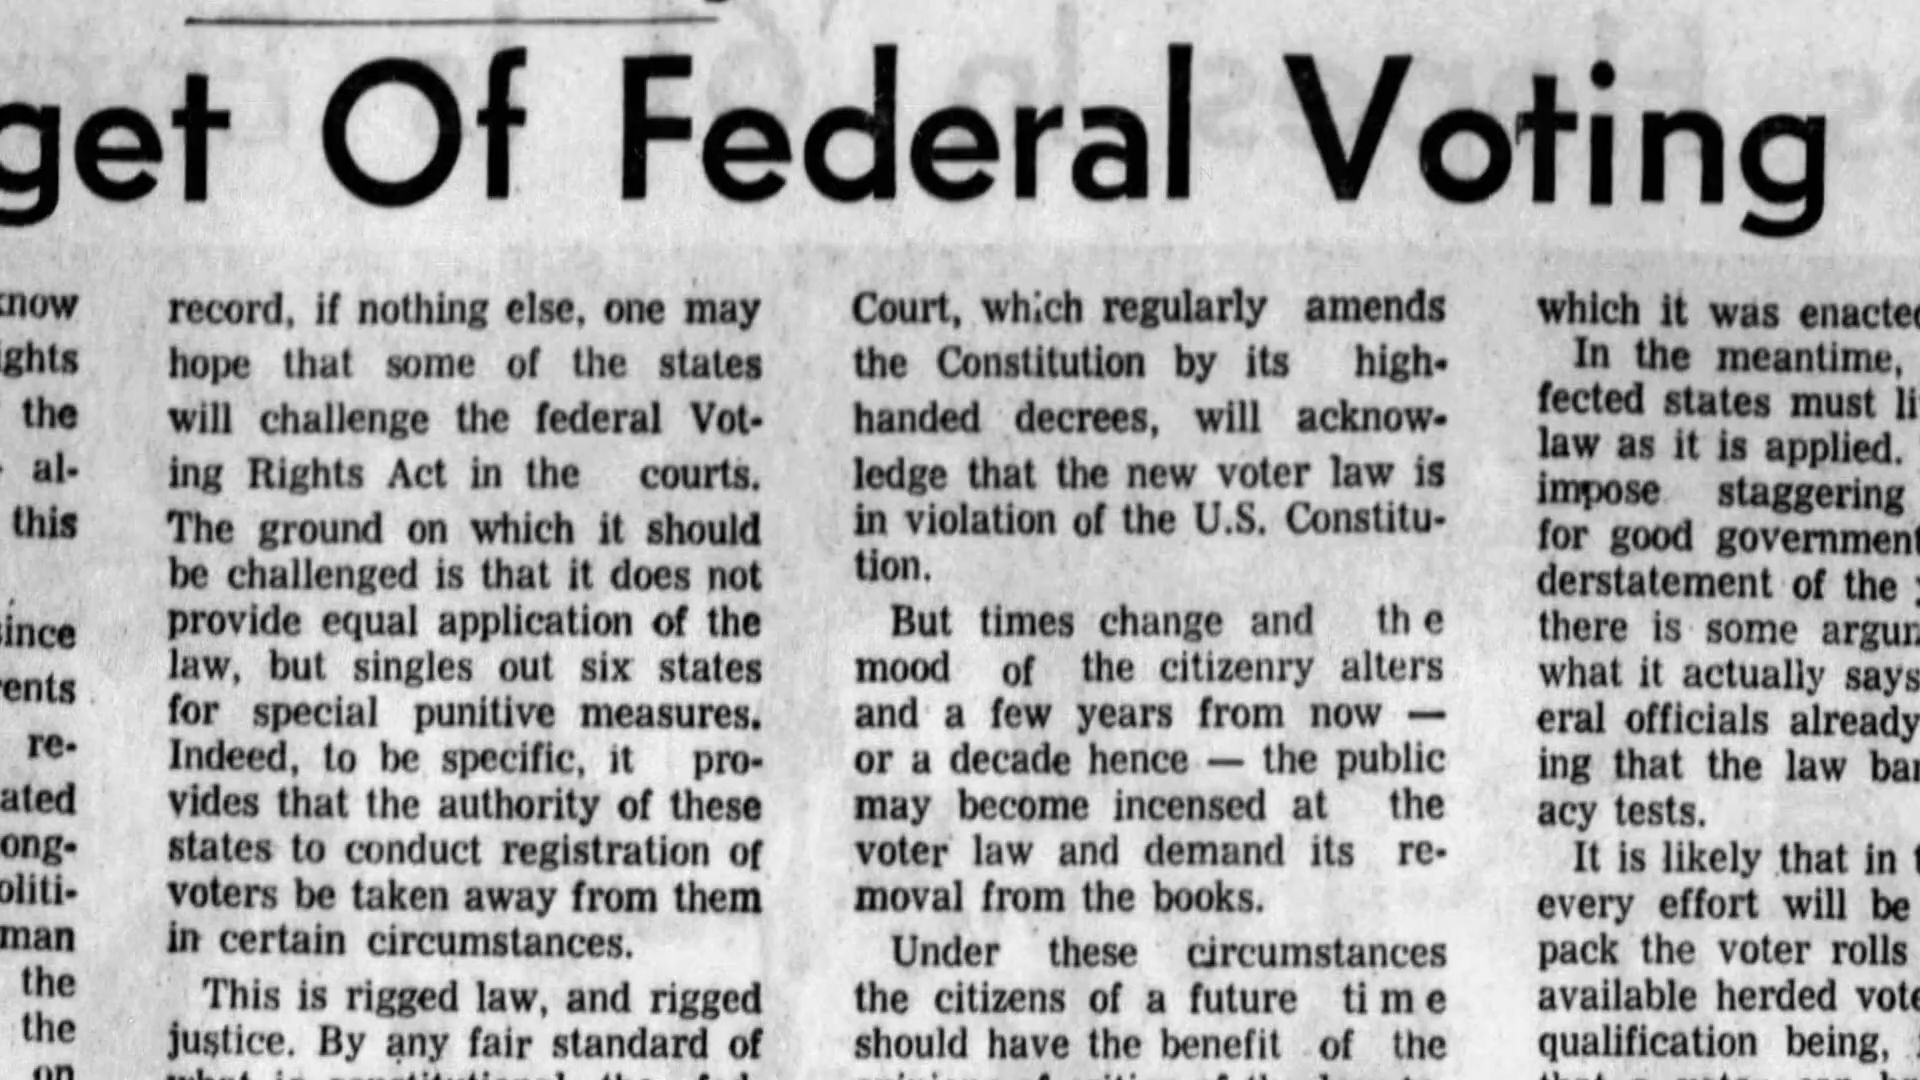 get Of Federal Voting
know
ights
the
al-
this
since
ents
re-
ated
ong-
oliti-
man
the
the
on
record, if nothing else, one may
hope that some of the states
will challenge the federal Vot-
ing Rights Act in the courts.
The ground on which it should
be challenged is that it does not
provide equal application of the
law, but singles out six states
for special punitive measures.
Indeed, to be specific, it pro-
vides that the authority of these
states to conduct registration of
voters be taken away from them
in certain circumstances.
This is rigged law, and rigged
justice. By any fair standard of
Court, which regularly amends
the Constitution by its high-
handed decrees, will acknow-
ledge that the new voter law is
in violation of the U.S. Constitu-
tion.
But times change and the
mood of the citizenry alters
and a few years from now —
or a decade hence — the public
may become incensed at the
voter law and demand its re-
moval from the books.
Under these circumstances
the citizens of a future time
should have the benefit of the
which it was enacted
In the meantime,
fected states must li
law as it is applied.
impose staggering
for good government
derstatement of the
there is some argum
what it actually says
eral officials already
ing that the law bar
acy tests.
It is likely that in t
every effort will be
pack the voter rolls
available herded vote
qualification being,